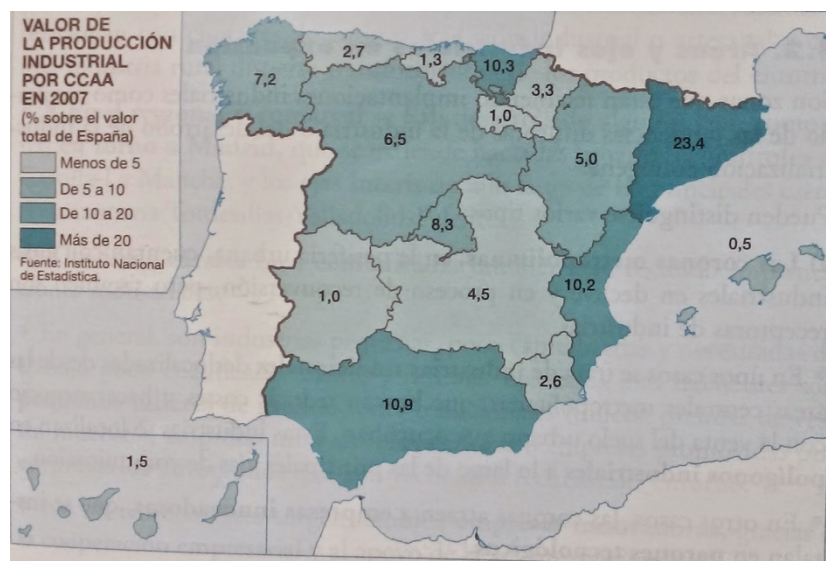 VALOR DE
LA PRODUCCIÓN
INDUSTRIAL
POR CCAA
EN 2007
(% sobre el valor
total de España)
Menos de 5
De 5 a 10
De 10 a 20
Más de 20
Fuente: Instituto Nacional
de Estadística.
7,2
2,7
1,3
10,3
3,3
1,0
6,5
5,0
23,4
8,3
0,5
1,0
4,5
10,2
2,6
10,9
1,5